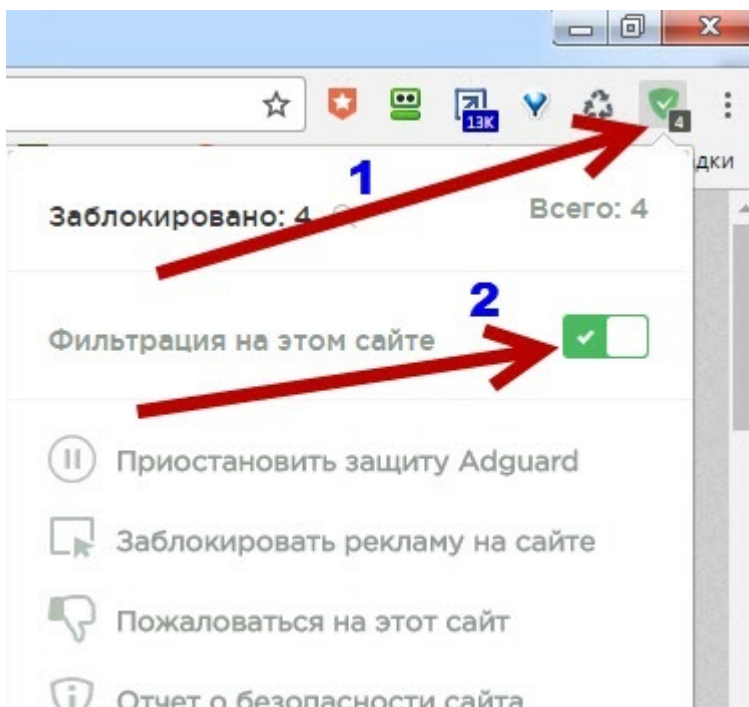 13K
4
дки
1
Заблокировано: 4
Всего: 4
2
Фильтрация на этом сайте
Приостановить защиту Adguard
Заблокировать рекламу на сайте
Пожаловаться на этот сайт
Отчет о безопасности сайта